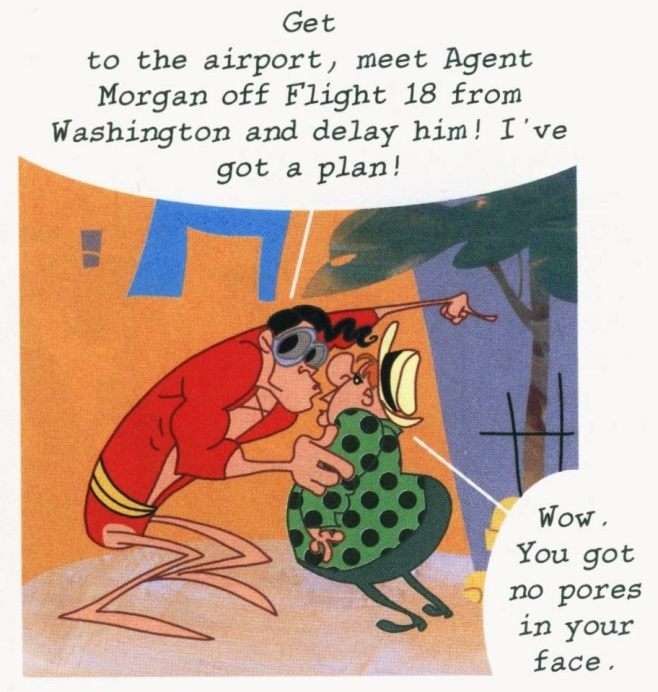 Get
to the airport, meet Agent
Morgan off Flight 18 from
Washington and delay him! I've
got a plan!
Wow.
You got
no pores
in your
face.